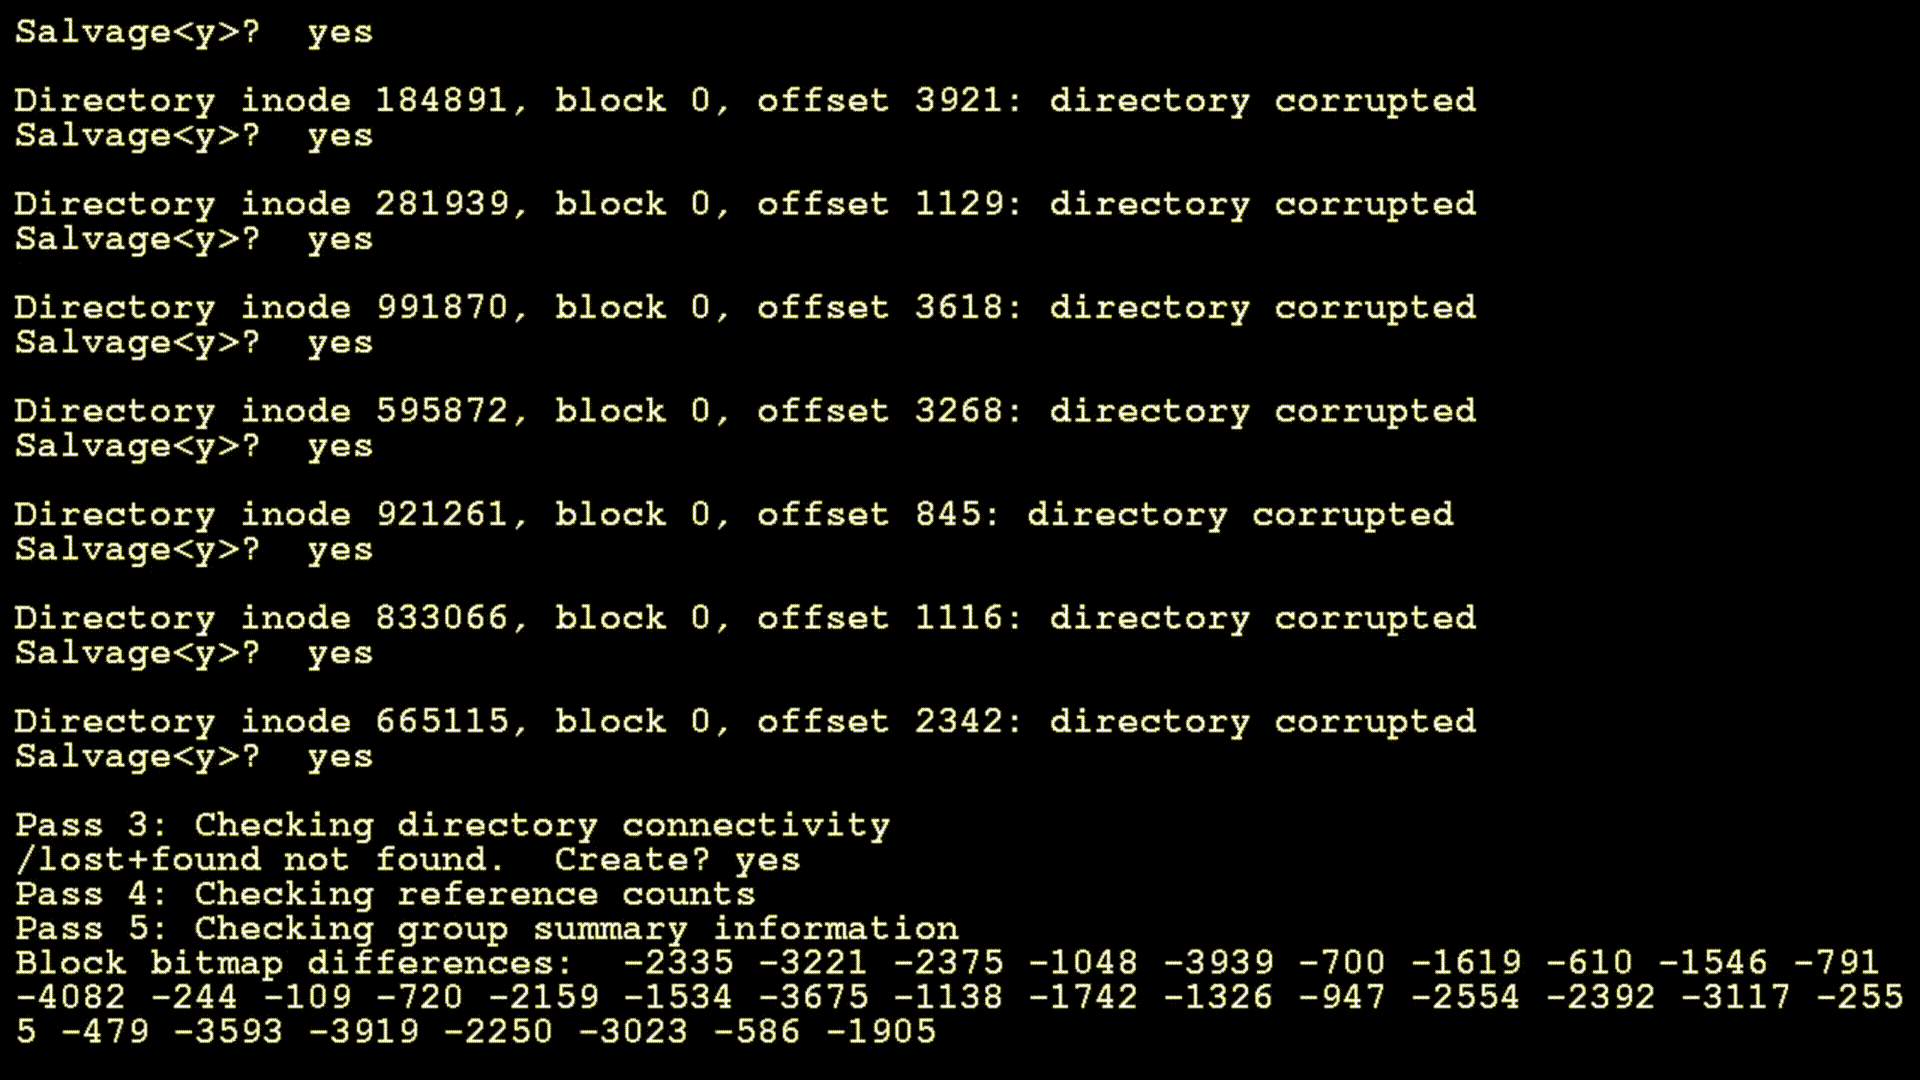 Salvage<y>?  yes
Directory inode 184891, block 0, offset 3921: directory corrupted
Salvage<y>?  yes
Directory inode 281939, block 0, offset 1129: directory corrupted
Salvage<y>?  yes
Directory inode 991870, block 0, offset 3618: directory corrupted
Salvage<y>?  yes
Directory inode 595872, block 0, offset 3268: directory corrupted
Salvage<y>?  yes
Directory inode 921261, block 0, offset 845: directory corrupted
Salvage<y>?  yes
Directory inode 833066, block 0, offset 1116: directory corrupted
Salvage<y>?  yes
Directory inode 665115, block 0, offset 2342: directory corrupted
Salvage<y>?  yes
Pass 3: Checking directory connectivity
/lost+found not found.  Create? yes
Pass 4: Checking reference counts
Pass 5: Checking group summary information
Block bitmap differences:  -2335 -3221 -2375 -1048 -3939 -700 -1619 -610 -1546 -791
-4082 -244 -109 -720 -2159 -1534 -3675 -1138 -1742 -1326 -947 -2554 -2392 -3117 -255
5 -479 -3593 -3919 -2250 -3023 -586 -1905